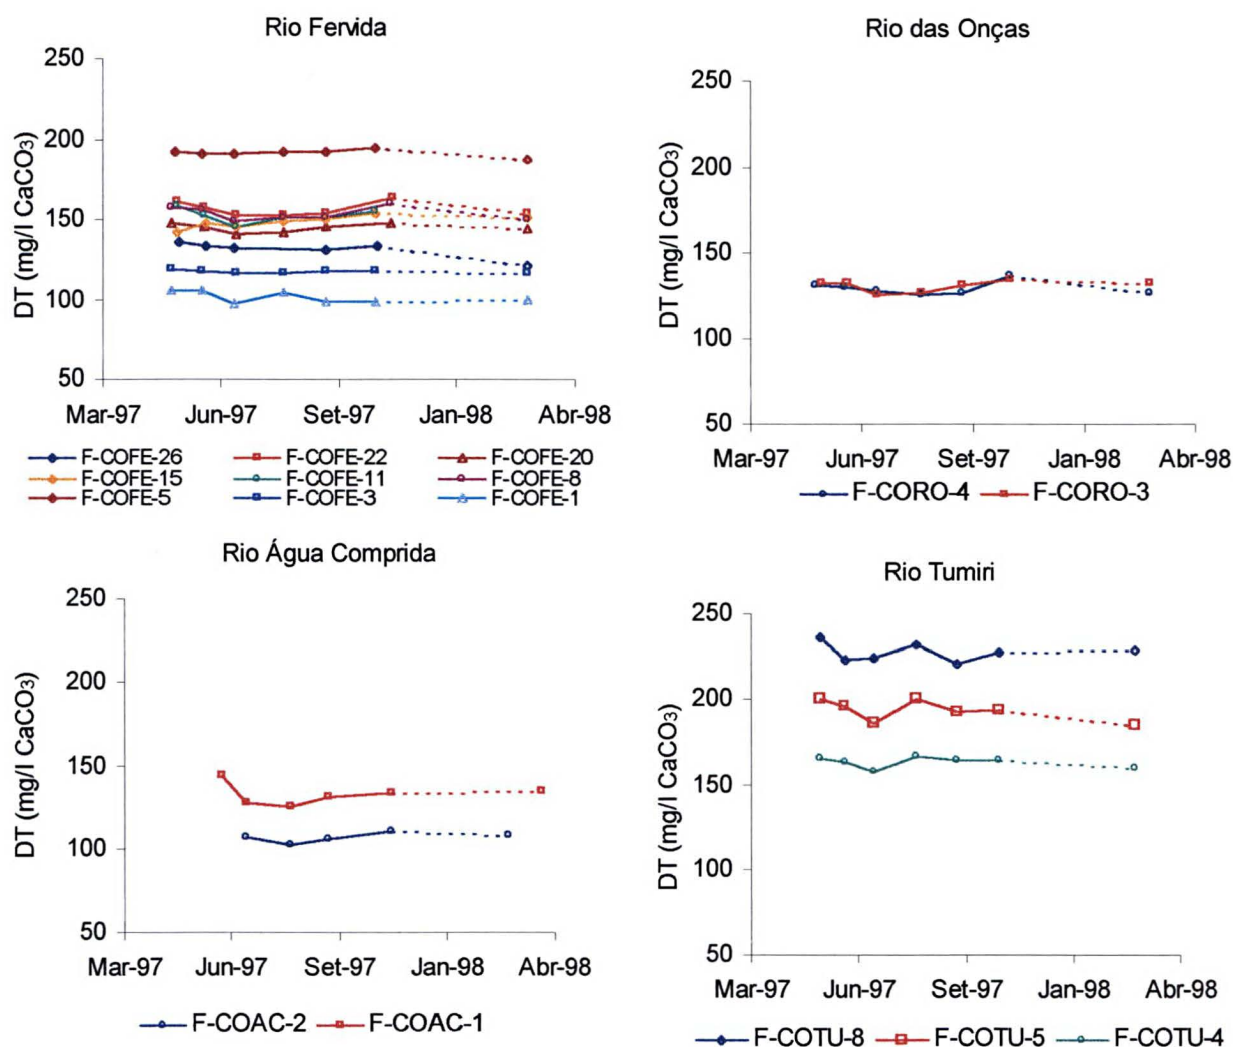 Rio Fervida
250
200
150
100
50
DT (mg/l CaCO3)
Mar-97 Jun-97 Set-97 Jan-98 Abr-98
F-COFE-26 F-COFE-22 F-COFE-20
F-COFE-15 F-COFE-11 F-COFE-8
F-COFE-5 F-COFE-3 F-COFE-1
Rio das Onças
250
200
150
100
50
DT (mg/l CaCO3)
Mar-97 Jun-97 Set-97 Jan-98 Abr-98
F-CORO-4 F-CORO-3
Rio Água Comprida
250
200
150
100
50
DT (mg/l CaCO3)
Mar-97 Jun-97 Set-97 Jan-98 Abr-98
F-COAC-2 F-COAC-1
Rio Tumiri
250
200
150
100
50
DT (mg/l CaCO3)
Mar-97 Jun-97 Set-97 Jan-98 Abr-98
F-COTU-8 F-COTU-5 F-COTU-4